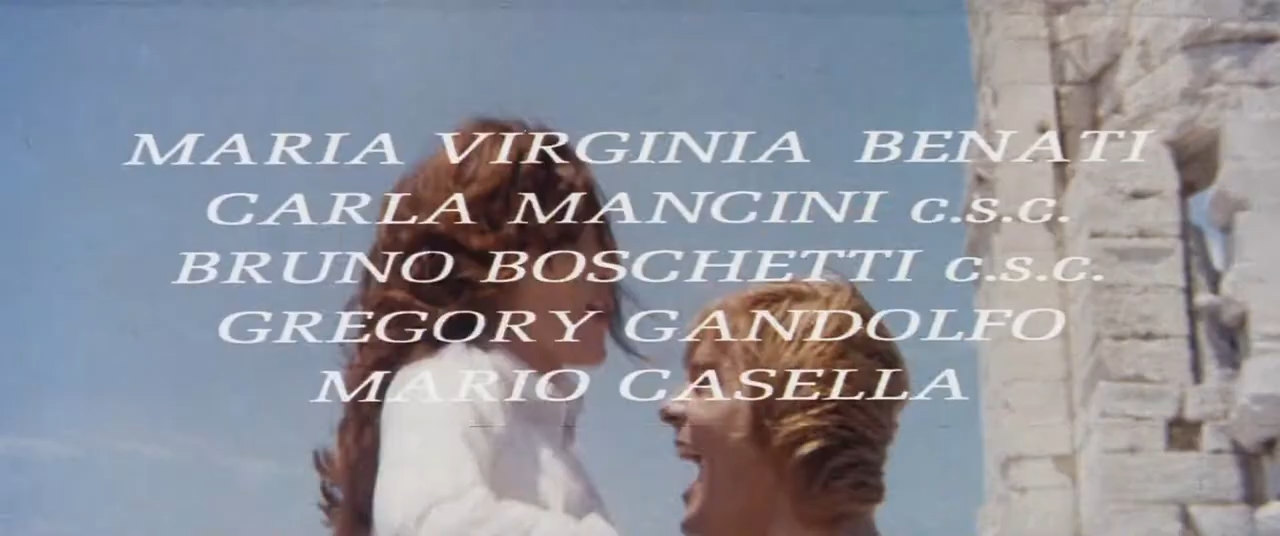 MARIA VIRGINIA BENATI
CARLA MANCINI C.S.C.
BRUNO BOSCHETTI C.S.C.
GREGORY GANDOLFO
MARIO CASELLA